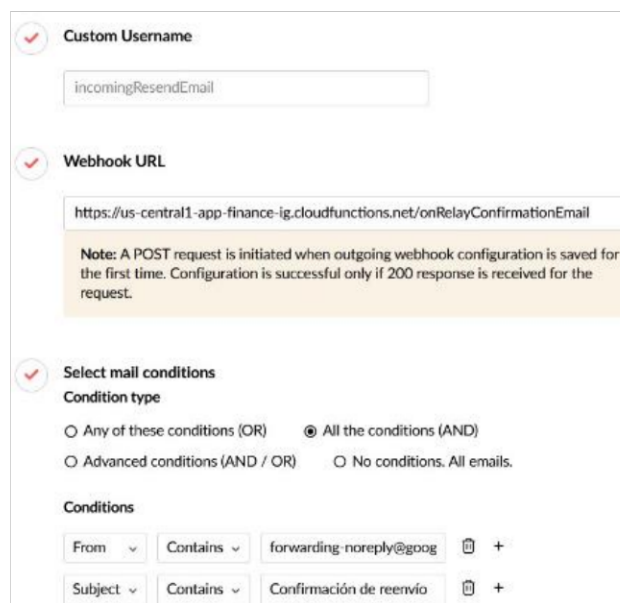 Custom Username
incomingResendEmail
Webhook URL
https://us-central1-app-finance-ig.cloudfunctions.net/onRelayConfirmationEmail
Note: A POST request is initiated when outgoing webhook configuration is saved for
the first time. Configuration is successful only if 200 response is received for the
request.
Select mail conditions
Condition type
Any of these conditions (OR) All the conditions (AND)
Advanced conditions (AND / OR) No conditions. All emails.
Conditions
From Contains forwarding-noreply@goog
Subject Contains Confirmación de reenvío